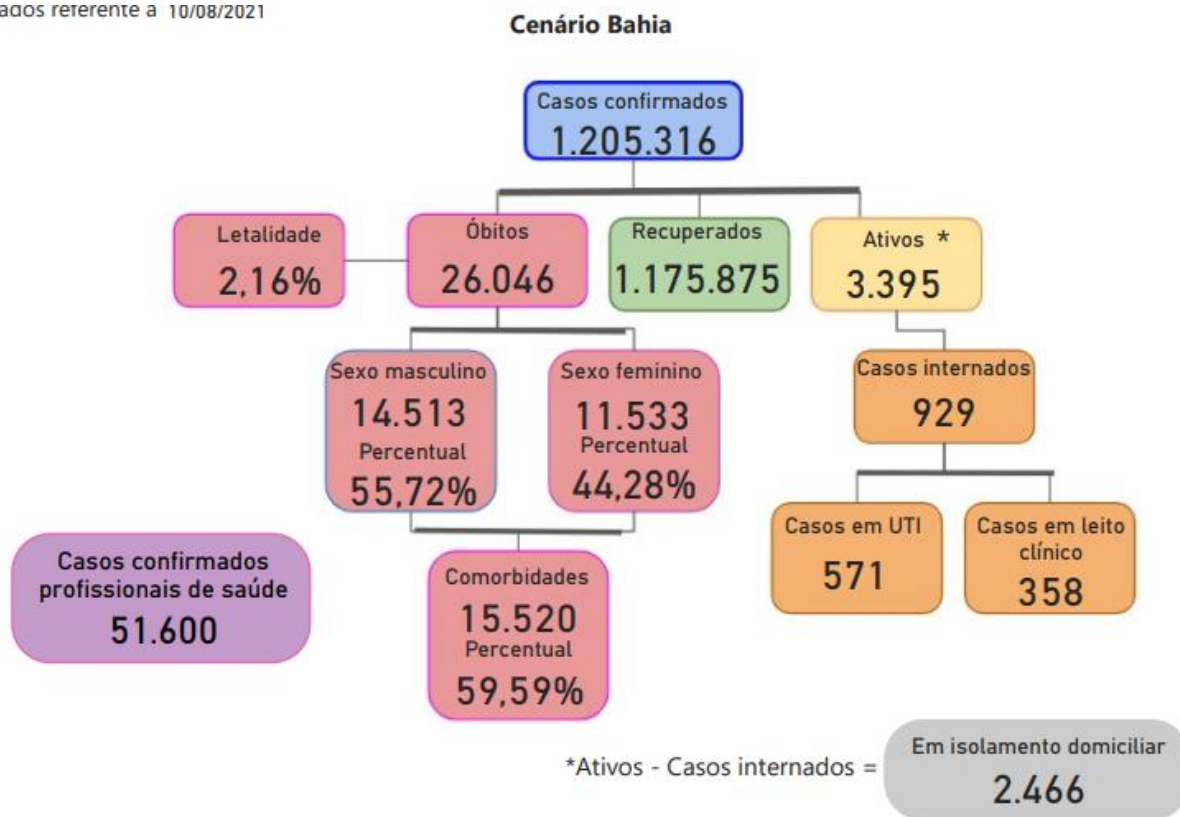 ados referente a 10/08/2021
Cenário Bahia
Casos confirmados
1.205.316
Letalidade
2,16%
Óbitos
26.046
Recuperados
1.175.875
Ativos *
3.395
Sexo masculino
14.513
Percentual
55,72%
Sexo feminino
11.533
Percentual
44,28%
Casos internados
929
Casos em UTI
571
Casos em leito
clínico
358
Casos confirmados
profissionais de saúde
51.600
Comorbidades
15.520
Percentual
59,59%
*Ativos - Casos internados =
Em isolamento domiciliar
2.466